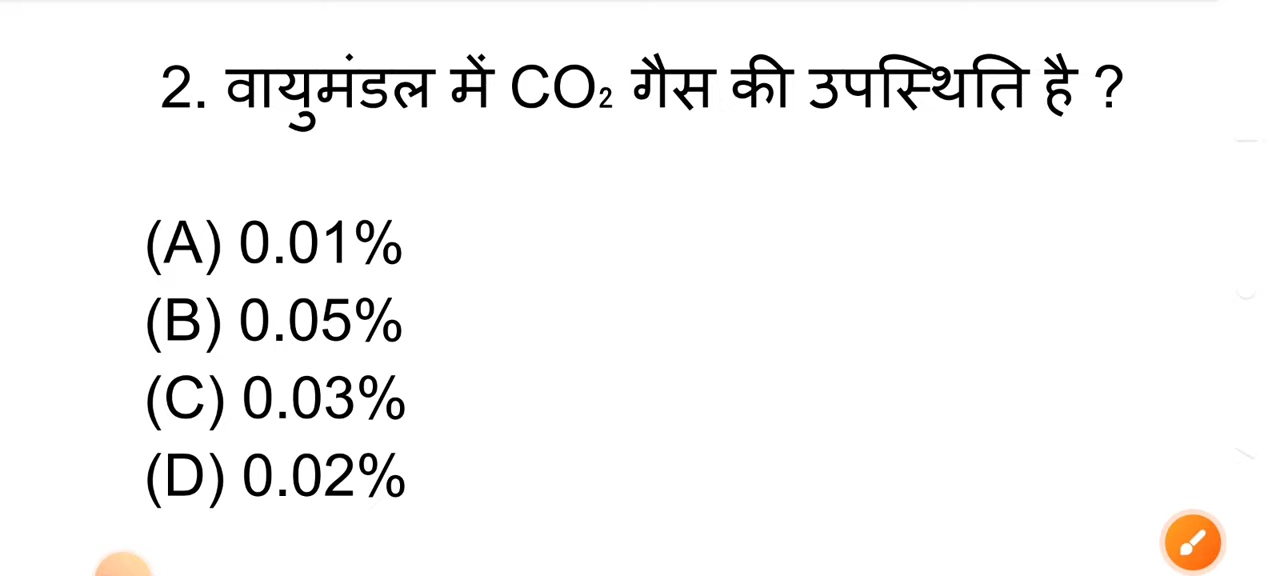 2. वायुमंडल में CO₂ गैस की उपस्थिति है ?
(A) 0.01%
(B) 0.05%
(C) 0.03%
(D) 0.02%